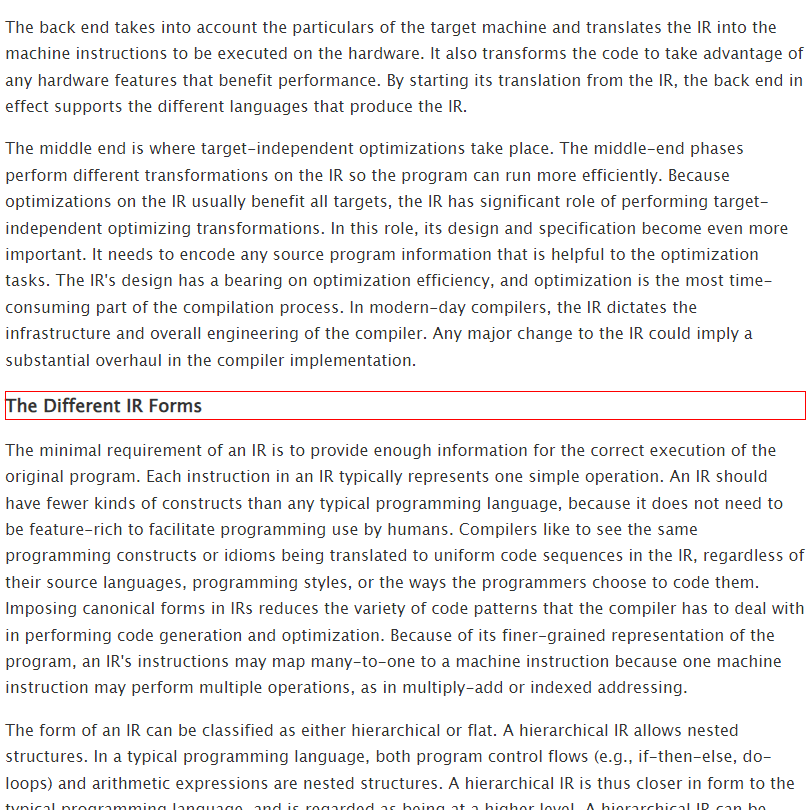 The back end takes into account the particulars of the target machine and translates the IR into the
machine instructions to be executed on the hardware. It also transforms the code to take advantage of
any hardware features that benefit performance. By starting its translation from the IR, the back end in
effect supports the different languages that produce the IR.
The middle end is where target-independent optimizations take place. The middle-end phases
perform different transformations on the IR so the program can run more efficiently. Because
optimizations on the IR usually benefit all targets, the IR has significant role of performing target-
independent optimizing transformations. In this role, its design and specification become even more
important. It needs to encode any source program information that is helpful to the optimization
tasks. The IR's design has a bearing on optimization efficiency, and optimization is the most time-
consuming part of the compilation process. In modern-day compilers, the IR dictates the
infrastructure and overall engineering of the compiler. Any major change to the IR could imply a
substantial overhaul in the compiler implementation.
The Different IR Forms
The minimal requirement of an IR is to provide enough information for the correct execution of the
original program. Each instruction in an IR typically represents one simple operation. An IR should
have fewer kinds of constructs than any typical programming language, because it does not need to
be feature-rich to facilitate programming use by humans. Compilers like to see the same
programming constructs or idioms being translated to uniform code sequences in the IR, regardless of
their source languages, programming styles, or the ways the programmers choose to code them.
Imposing canonical forms in IRs reduces the variety of code patterns that the compiler has to deal with
in performing code generation and optimization. Because of its finer-grained representation of the
program, an IR's instructions may map many-to-one to a machine instruction because one machine
instruction may perform multiple operations, as in multiply-add or indexed addressing.
The form of an IR can be classified as either hierarchical or flat. A hierarchical IR allows nested
structures. In a typical programming language, both program control flows (e.g., if-then-else, do-
loops) and arithmetic expressions are nested structures. A hierarchical IR is thus closer in form to the
typical programming language, and is regarded as being at a higher level. A hierarchical IR can be